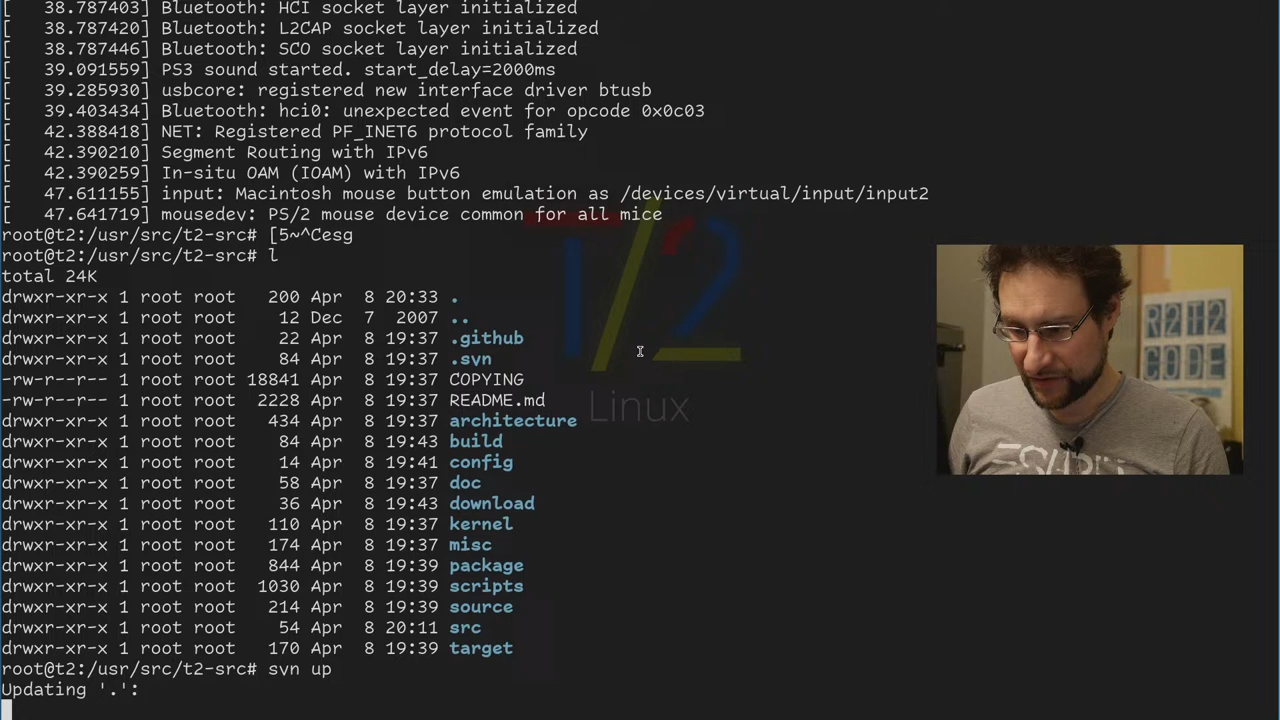 [   38.787403] Bluetooth: HCI socket layer initialized
[   38.787420] Bluetooth: L2CAP socket layer initialized
[   38.787446] Bluetooth: SCO socket layer initialized
[   39.091559] PS3 sound started. start_delay=2000ms
[   39.285930] usbcore: registered new interface driver btusb
[   39.403434] Bluetooth: hci0: unexpected event for opcode 0x0c03
[   42.388418] NET: Registered PF_INET6 protocol family
[   42.390210] Segment Routing with IPv6
[   42.390259] In-situ OAM (IOAM) with IPv6
[   47.611155] input: Macintosh mouse button emulation as /devices/virtual/input/input2
[   47.641719] mousedev: PS/2 mouse device common for all mice
root@t2:/usr/src/t2-src# [5~^Cesg
root@t2:/usr/src/t2-src# l
total 24K
drwxr-xr-x 1 root root   200 Apr  8 20:33 .
drwxr-xr-x 1 root root    12 Dec  7  2007 ..
drwxr-xr-x 1 root root    22 Apr  8 19:37 .github
drwxr-xr-x 1 root root    84 Apr  8 19:37 .svn
-rw-r--r-- 1 root root 18841 Apr  8 19:37 COPYING
-rw-r--r-- 1 root root  2228 Apr  8 19:37 README.md
drwxr-xr-x 1 root root   434 Apr  8 19:37 architecture
drwxr-xr-x 1 root root    84 Apr  8 19:43 build
drwxr-xr-x 1 root root    14 Apr  8 19:41 config
drwxr-xr-x 1 root root    58 Apr  8 19:37 doc
drwxr-xr-x 1 root root    36 Apr  8 19:43 download
drwxr-xr-x 1 root root   110 Apr  8 19:37 kernel
drwxr-xr-x 1 root root   174 Apr  8 19:37 misc
drwxr-xr-x 1 root root   844 Apr  8 19:39 package
drwxr-xr-x 1 root root  1030 Apr  8 19:39 scripts
drwxr-xr-x 1 root root   214 Apr  8 19:39 source
drwxr-xr-x 1 root root    54 Apr  8 20:11 src
drwxr-xr-x 1 root root   170 Apr  8 19:39 target
root@t2:/usr/src/t2-src# svn up
Updating '.':
T/2
Linux
R2T2
CODE